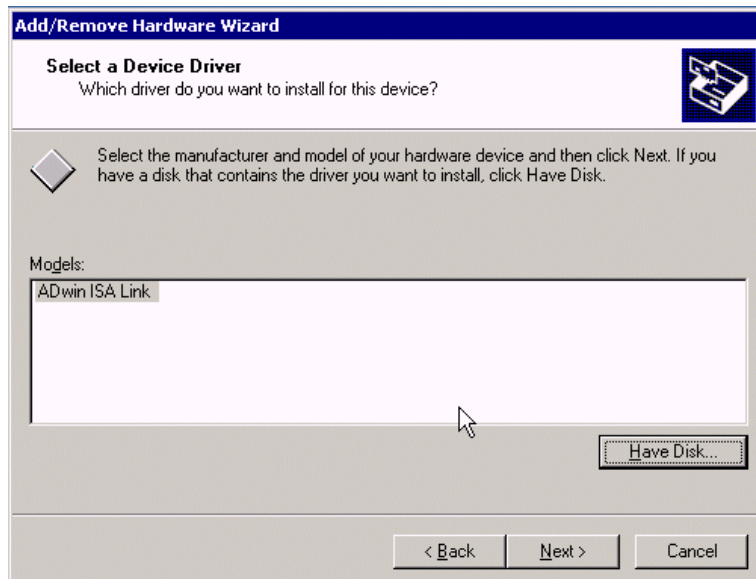 Add/Remove Hardware Wizard
Select a Device Driver
Which driver do you want to install for this device?
Select the manufacturer and model of your hardware device and then click Next. If you
have a disk that contains the driver you want to install, click Have Disk.
Models:
ADwin ISA Link
Have Disk...
< Back Next > Cancel